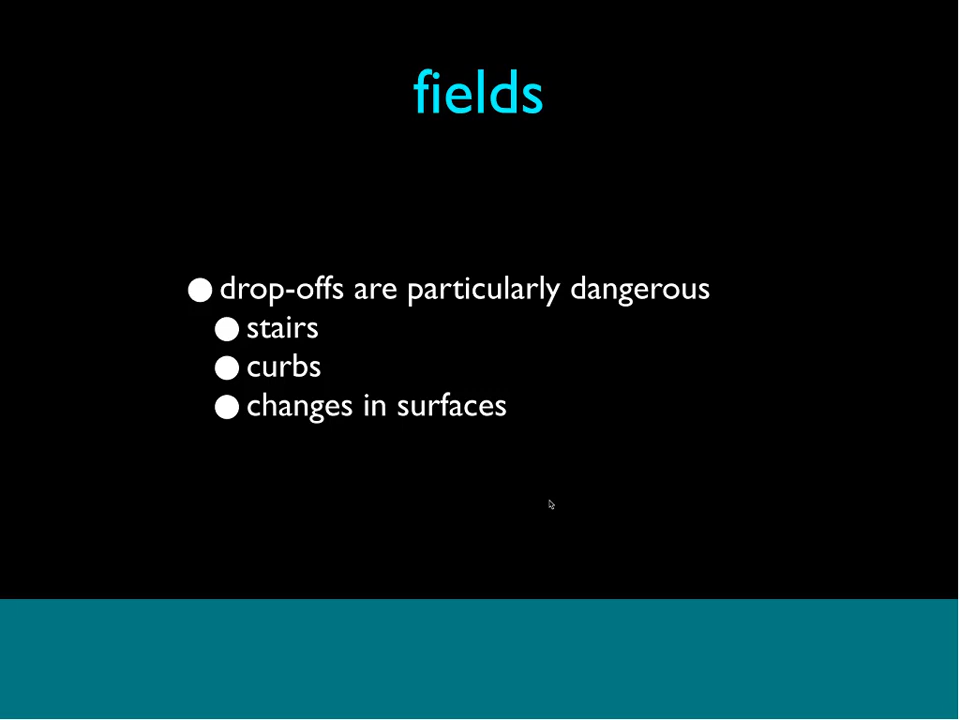 fields
● drop-offs are particularly dangerous
● stairs
● curbs
● changes in surfaces